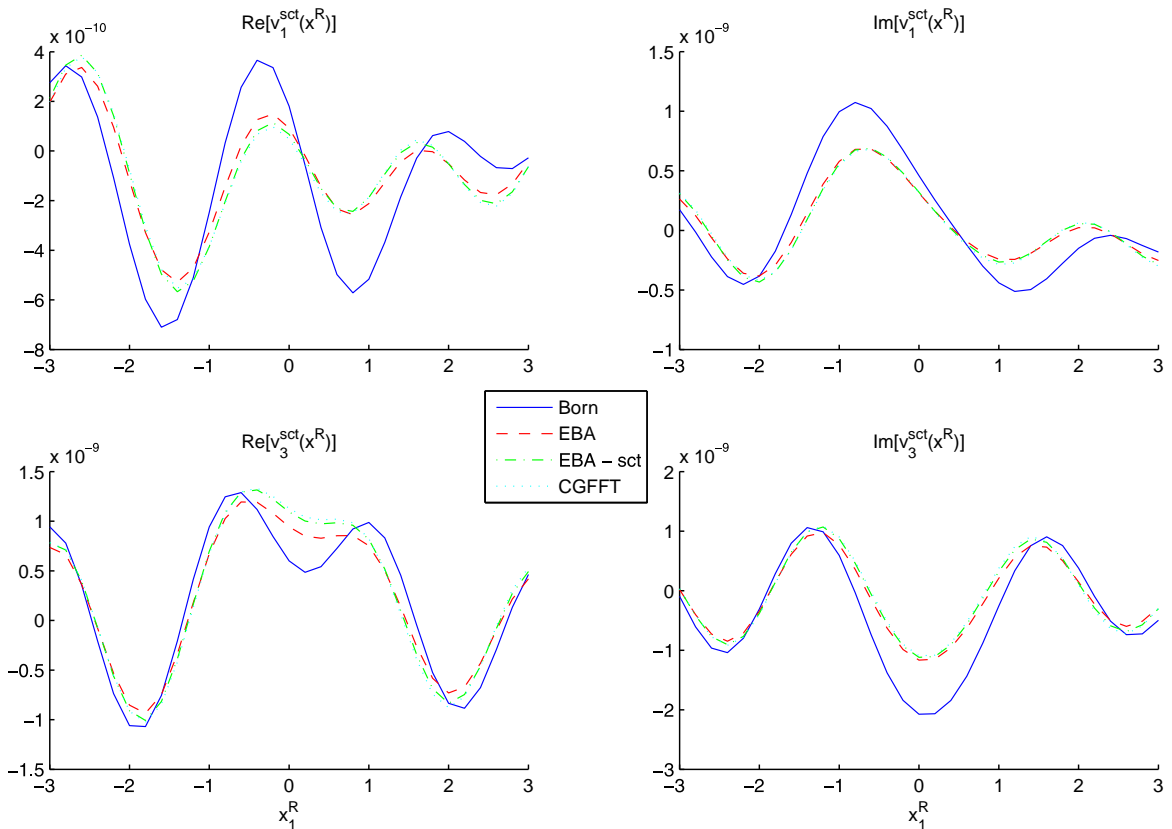 Re[v₁ˢᶜᵗ(xᴿ)]
x 10⁻¹⁰
4
2
0
−2
−4
−6
−8
−3 −2 −1 0 1 2 3
Im[v₁ˢᶜᵗ(xᴿ)]
x 10⁻⁹
1.5
1
0.5
0
−0.5
−1
−3 −2 −1 0 1 2 3
Born
EBA
EBA − sct
CGFFT
Re[v₃ˢᶜᵗ(xᴿ)]
x 10⁻⁹
1.5
1
0.5
0
−0.5
−1
−1.5
−3 −2 −1 0 1 2 3
x₁ᴿ
Im[v₃ˢᶜᵗ(xᴿ)]
x 10⁻⁹
2
1
0
−1
−2
−3
−3 −2 −1 0 1 2 3
x₁ᴿ